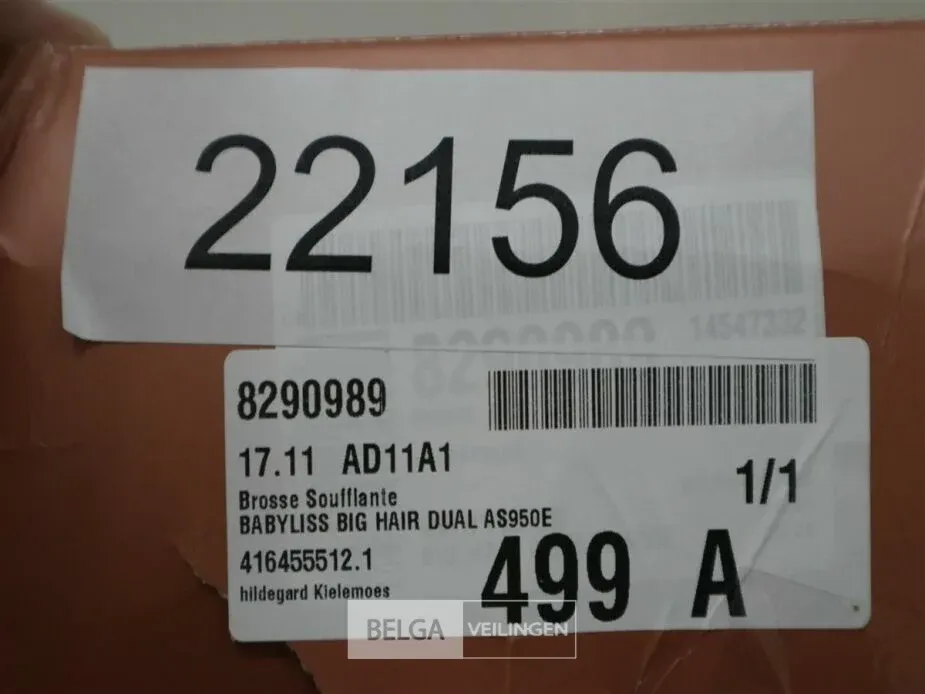 22156
14547332
8290989
17.11 AD11A1
1/1
Brosse Soufflante
BABYLISS BIG HAIR DUAL AS950E
416455512.1
499 A
hildegard Kielemoes
BELGA VEILINGEN